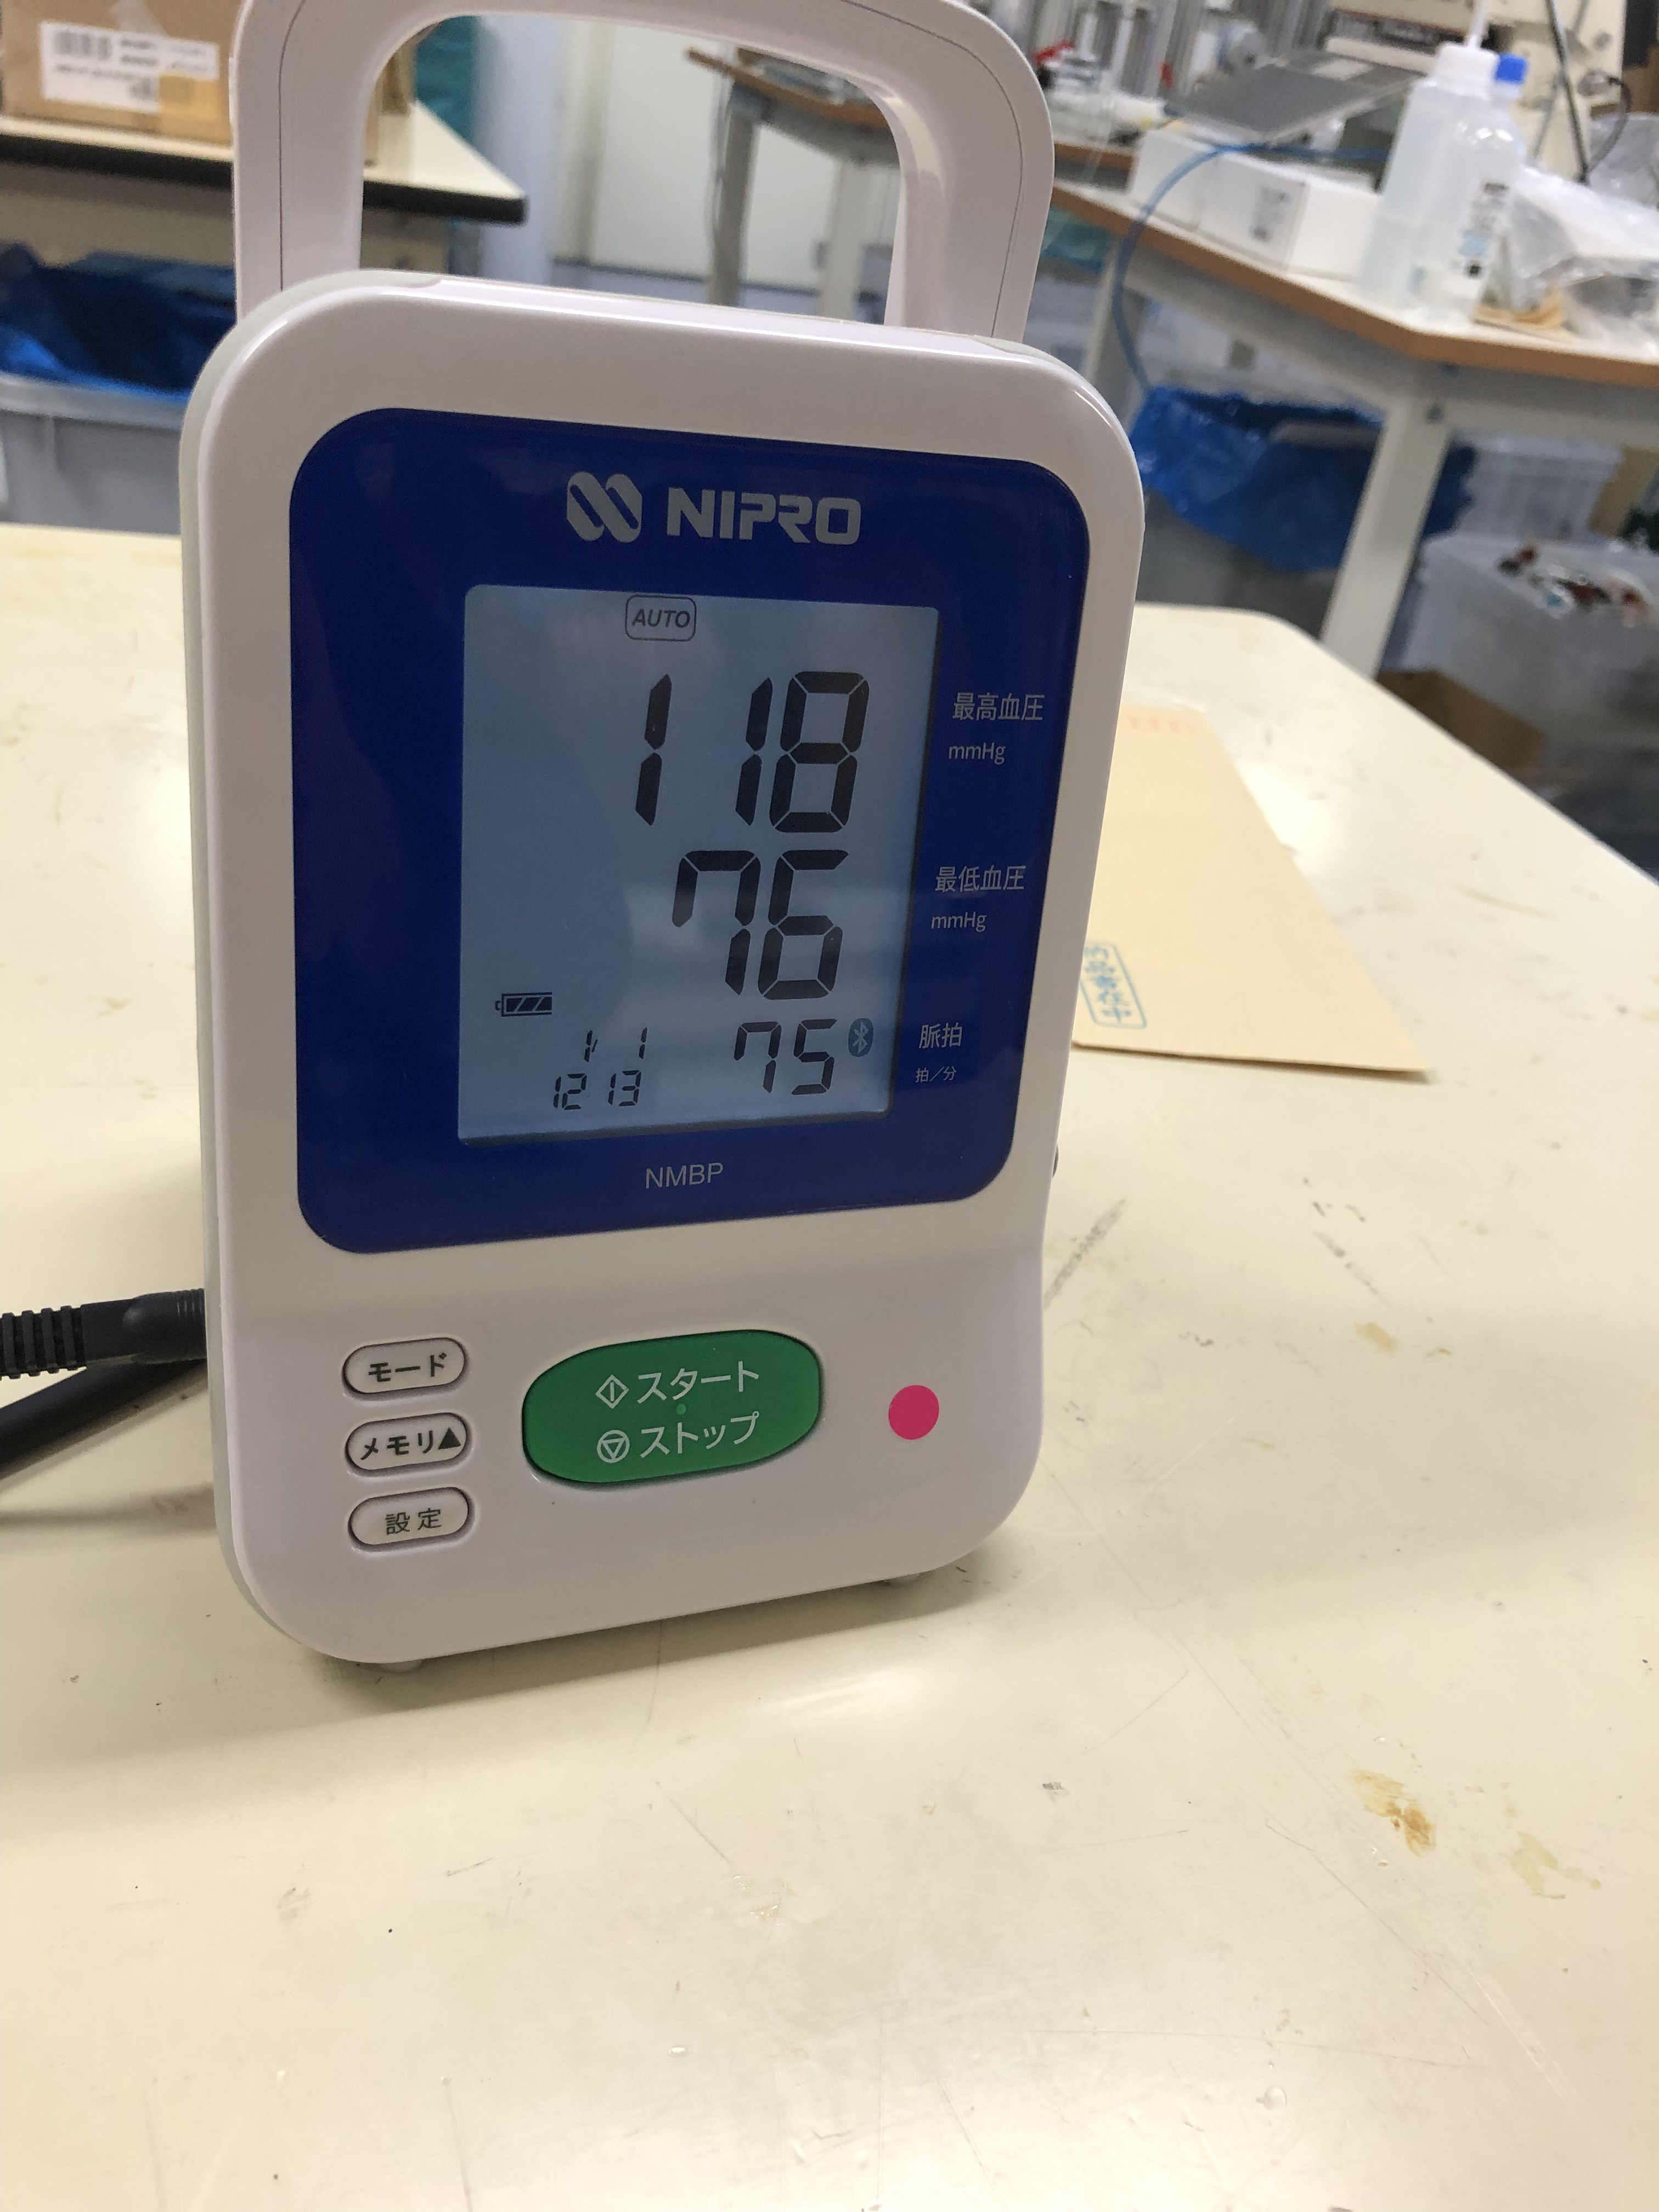 NIPRO
AUTO
118
最高血圧
mmHg
76
最低血圧
mmHg
1/ 1
12 13
75
脈拍
拍/分
NMBP
モード
メモリ▲
設定
スタート
ストップ